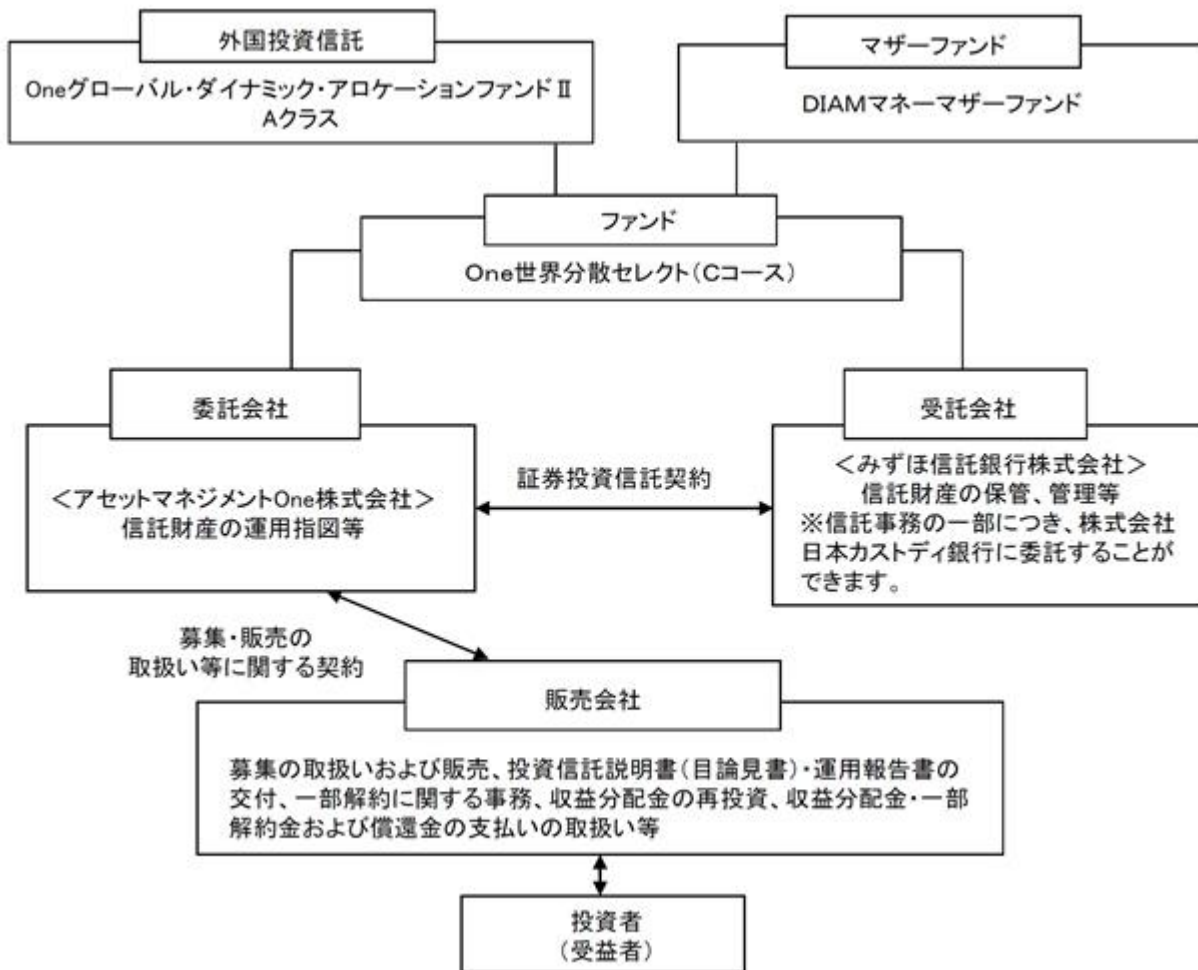 外国投資信託
Oneグローバル・ダイナミック・アロケーションファンドⅡ
Aクラス
マザーファンド
DIAMマネーマザーファンド
ファンド
One世界分散セレクト(Cコース)
委託会社
<アセットマネジメントOne株式会社>
信託財産の運用指図等
証券投資信託契約
受託会社
<みずほ信託銀行株式会社>
信託財産の保管、管理等
※信託事務の一部につき、株式会社
日本カストディ銀行に委託することが
できます。
募集・販売の
取扱い等に関する契約
販売会社
募集の取扱いおよび販売、投資信託説明書(目論見書)・運用報告書の
交付、一部解約に関する事務、収益分配金の再投資、収益分配金・一部
解約金および償還金の支払いの取扱い等
投資者
(受益者)